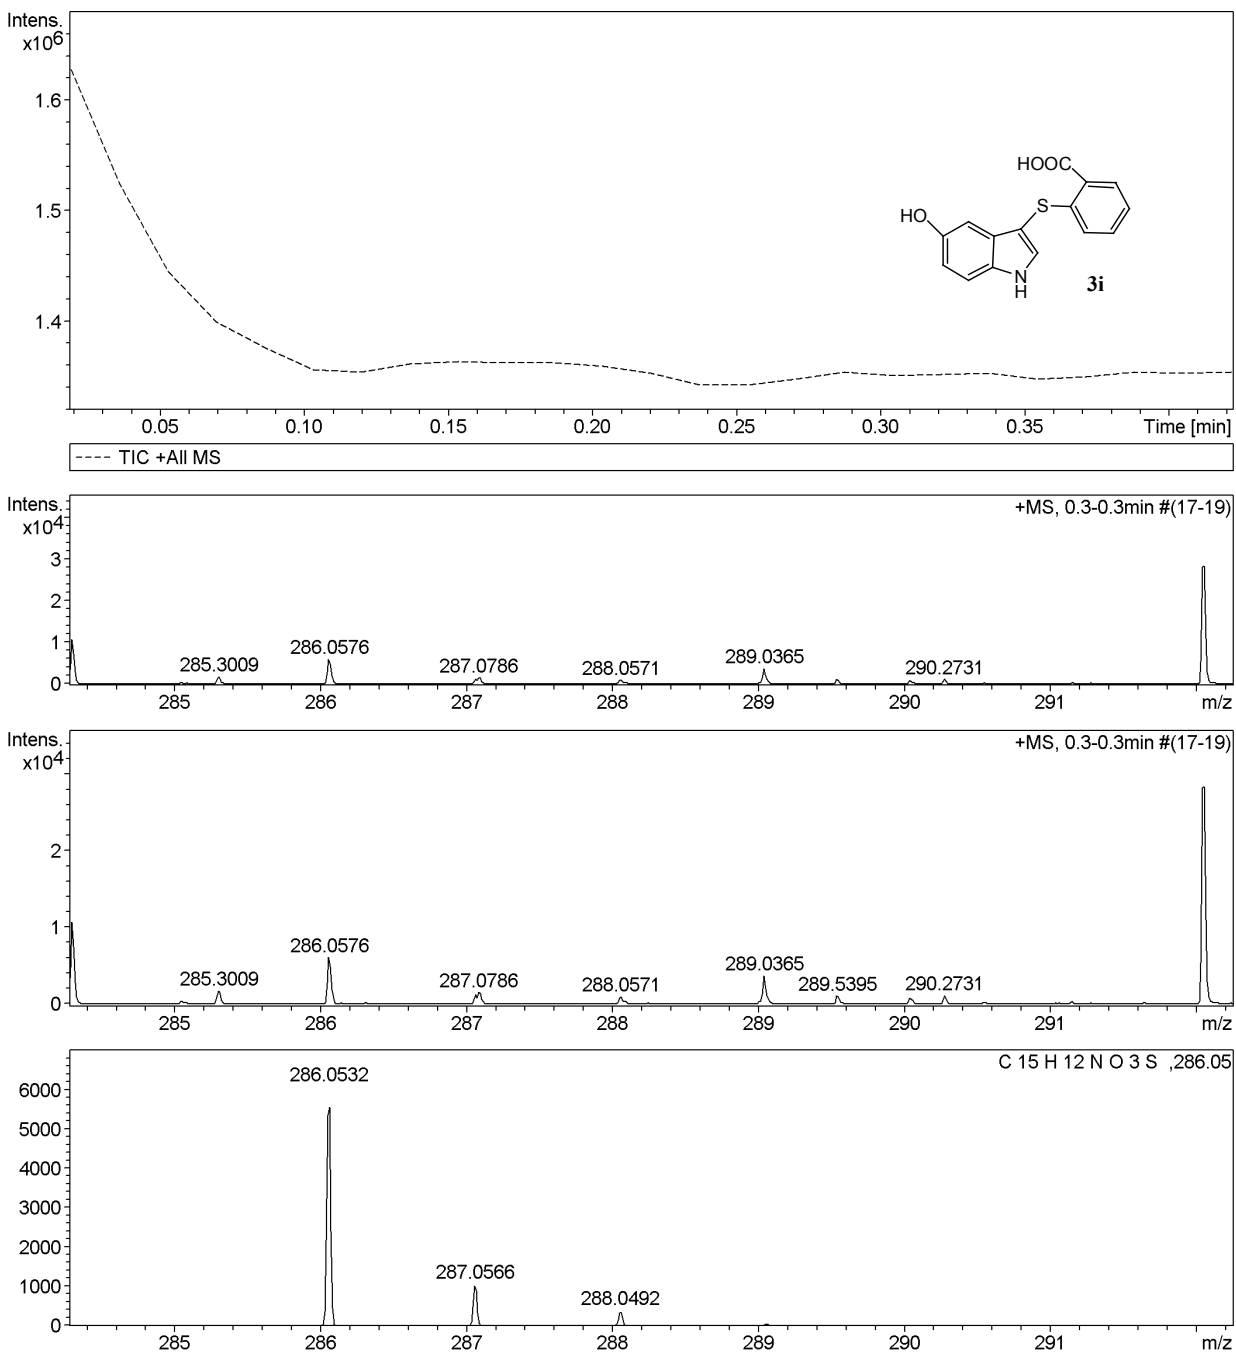 Intens.
x10^6
1.6
1.5
1.4
HOOC
S
HO
N
H
3i
0.05 0.10 0.15 0.20 0.25 0.30 0.35 Time [min]
TIC +All MS
Intens.
x10^4
+MS, 0.3-0.3min #(17-19)
3
2
1
0
285.3009 286.0576 287.0786 288.0571 289.0365 290.2731
285 286 287 288 289 290 291 m/z
Intens.
x10^4
+MS, 0.3-0.3min #(17-19)
2
1
0
285.3009 286.0576 287.0786 288.0571 289.0365 289.5395 290.2731
285 286 287 288 289 290 291 m/z
C 15 H 12 N O 3 S ,286.05
6000
5000
4000
3000
2000
1000
0
286.0532
287.0566
288.0492
285 286 287 288 289 290 291 m/z